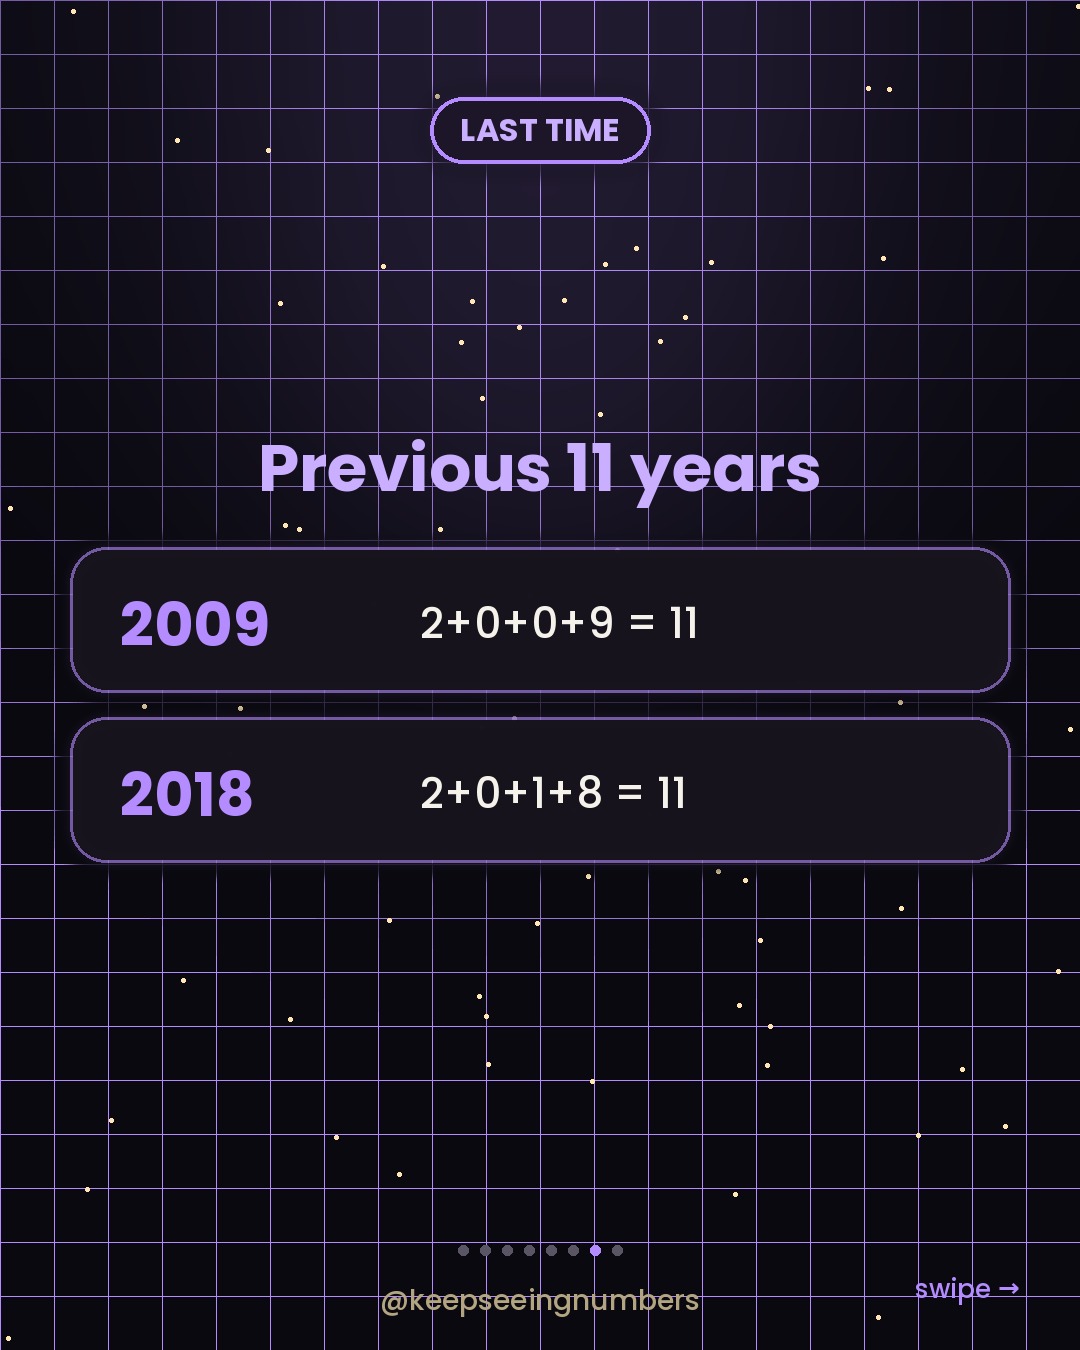 LAST TIME
Previous 11 years
2009 2+0+0+9 = 11
2018 2+0+1+8 = 11
swipe →
@keepseeingnumbers